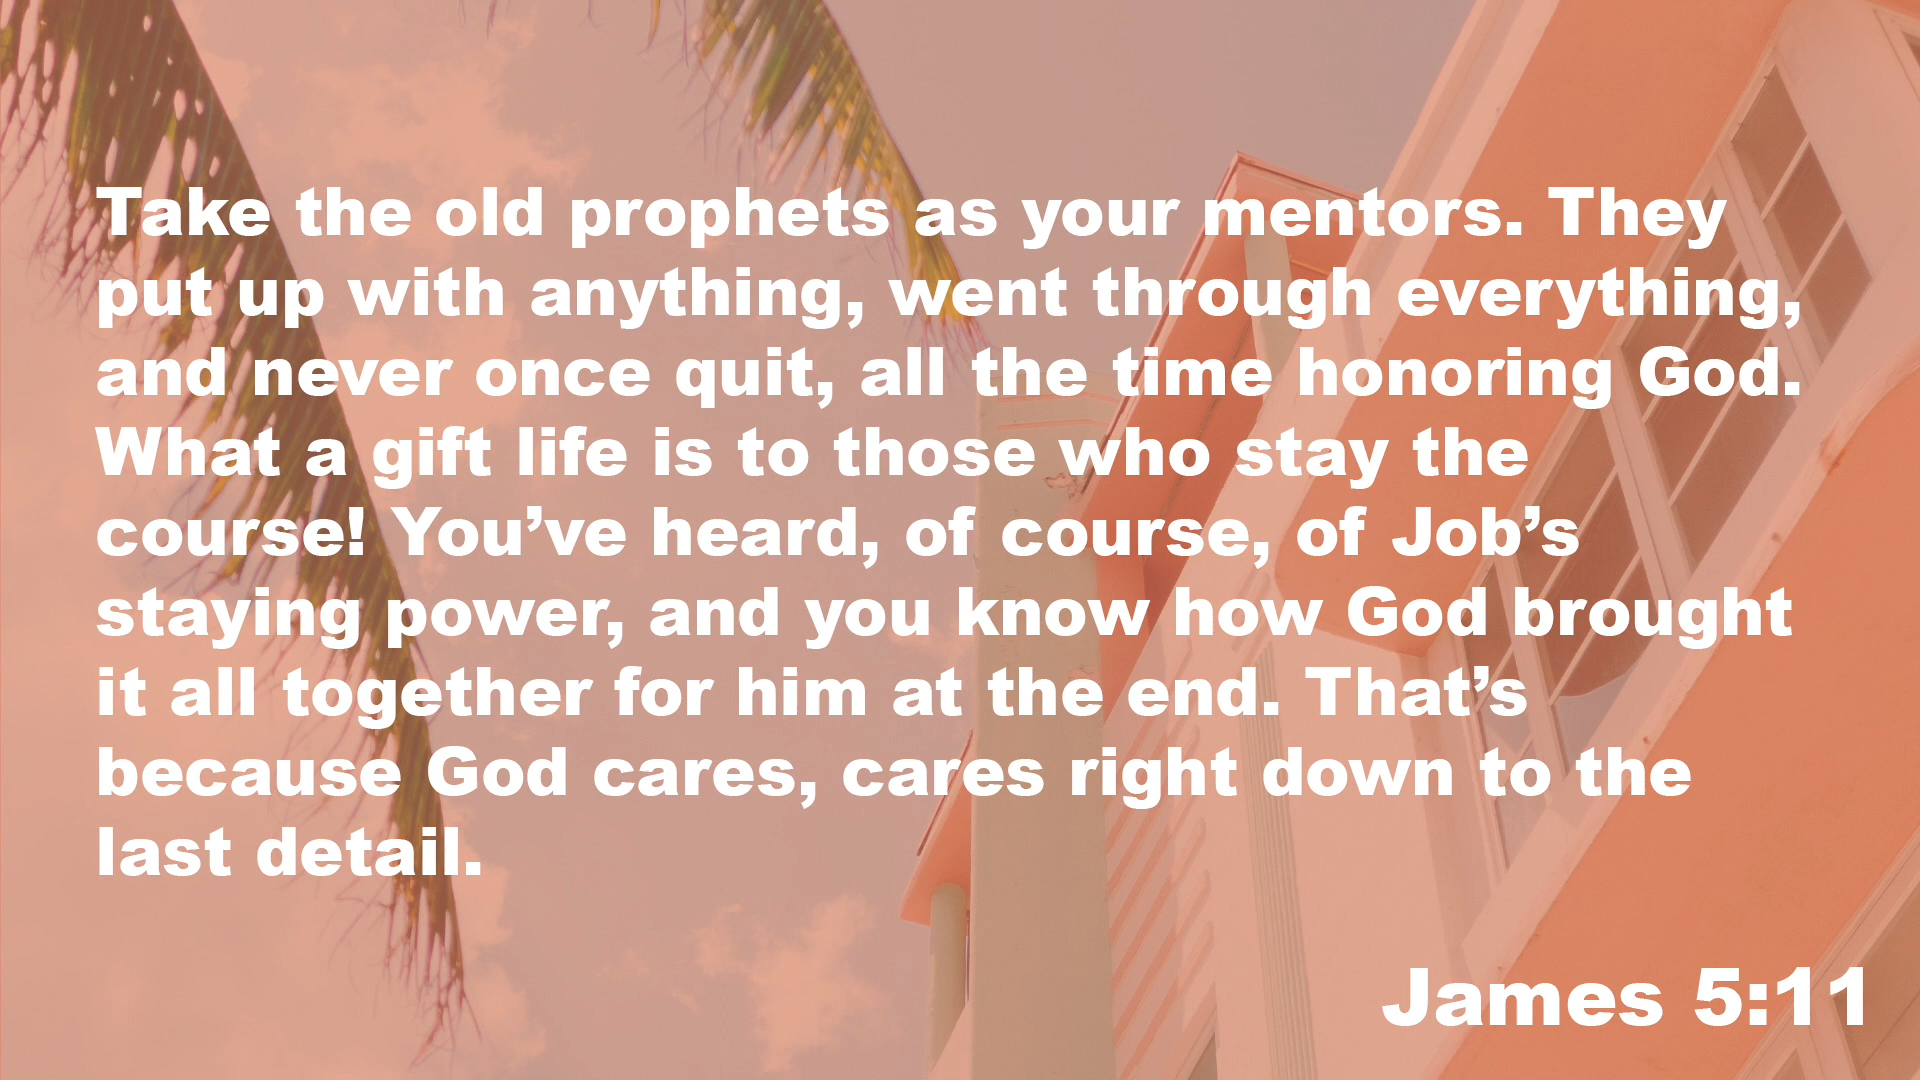 Take the old prophets as your mentors. They
put up with anything, went through everything,
and never once quit, all the time honoring God.
What a gift life is to those who stay the
course! You’ve heard, of course, of Job’s
staying power, and you know how God brought
it all together for him at the end. That’s
because God cares, cares right down to the
last detail.
James 5:11